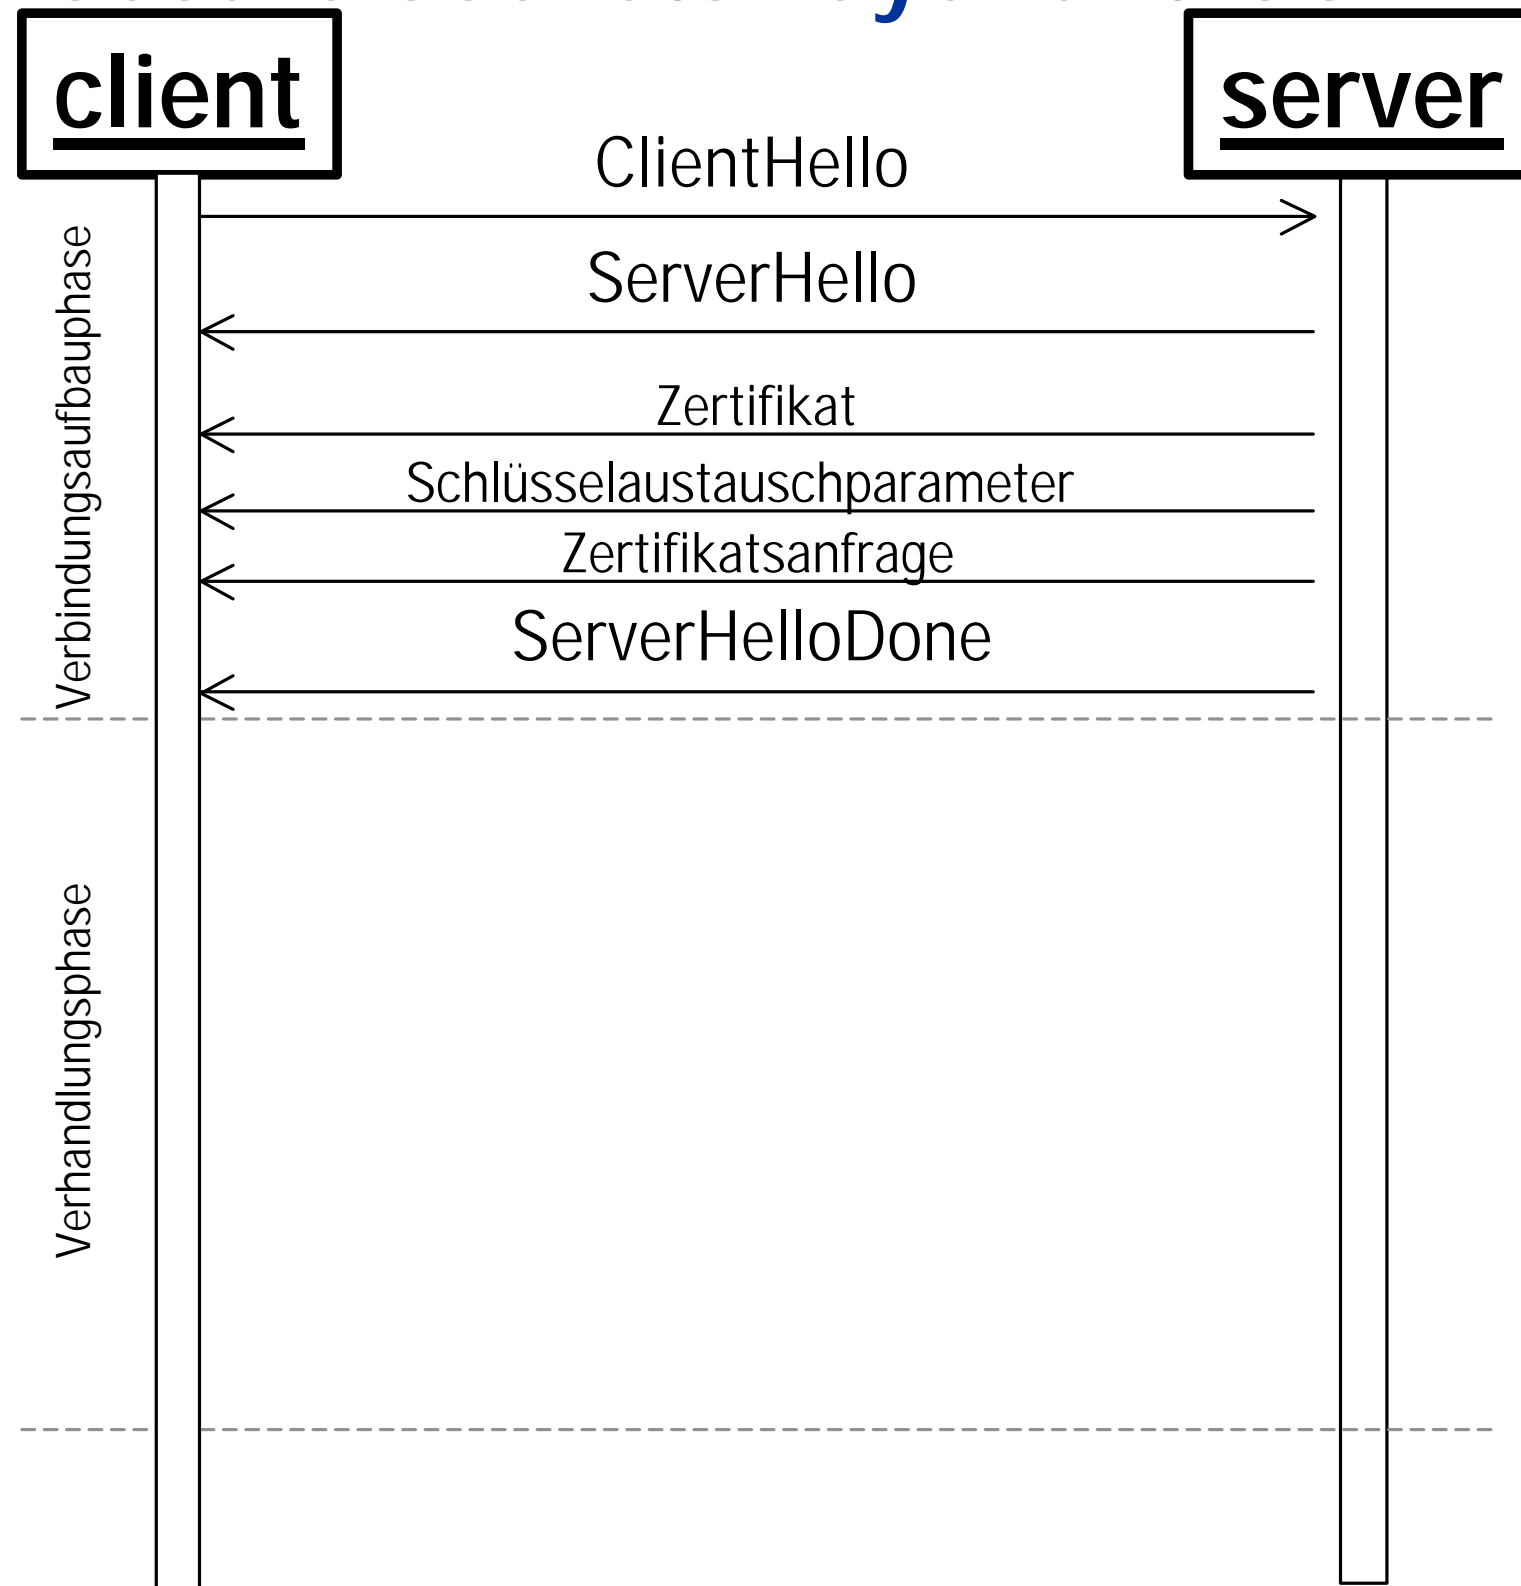 client
server
ClientHello
ServerHello
Zertifikat
Schlüsselaustauschparameter
Zertifikatsanfrage
ServerHelloDone
Verbindungsaufbauphase
Verhandlungsphase